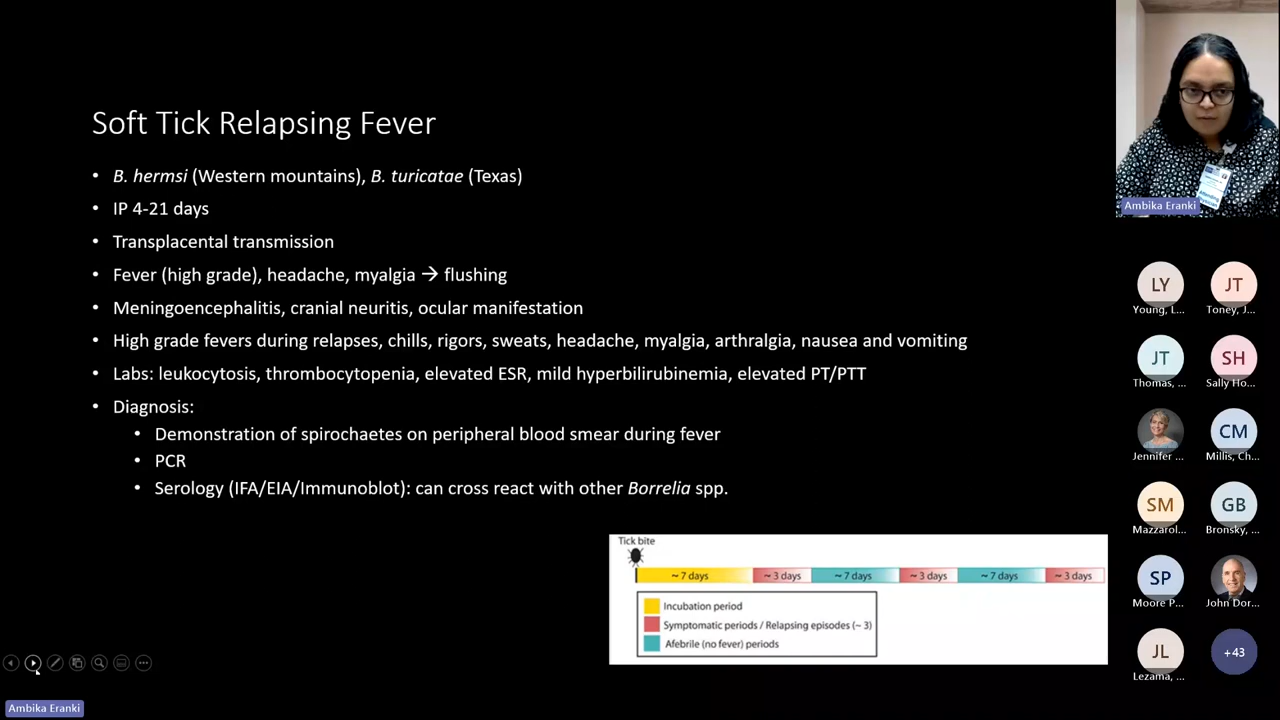 Soft Tick Relapsing Fever
• B. hermsi (Western mountains), B. turicatae (Texas)
• IP 4-21 days
• Transplacental transmission
• Fever (high grade), headache, myalgia → flushing
• Meningoencephalitis, cranial neuritis, ocular manifestation
• High grade fevers during relapses, chills, rigors, sweats, headache, myalgia, arthralgia, nausea and vomiting
• Labs: leukocytosis, thrombocytopenia, elevated ESR, mild hyperbilirubinemia, elevated PT/PTT
• Diagnosis:
• Demonstration of spirochaetes on peripheral blood smear during fever
• PCR
• Serology (IFA/EIA/Immunoblot): can cross react with other Borrelia spp.
Tick bite
~ 7 days ~ 3 days ~ 7 days ~ 3 days ~ 7 days ~ 3 days
Incubation period
Symptomatic periods / Relapsing episodes (~ 3)
Afebrile (no fever) periods
Ambika Eranki
LY JT
Young, L... Toney, J...
JT SH
Thomas, ... Sally Ho...
CM
Jennifer ... Millis, Ch...
SM GB
Mazzarol... Bronsky, ...
SP
Moore P... John Dor...
JL +43
Lezama, ...
Ambika Eranki